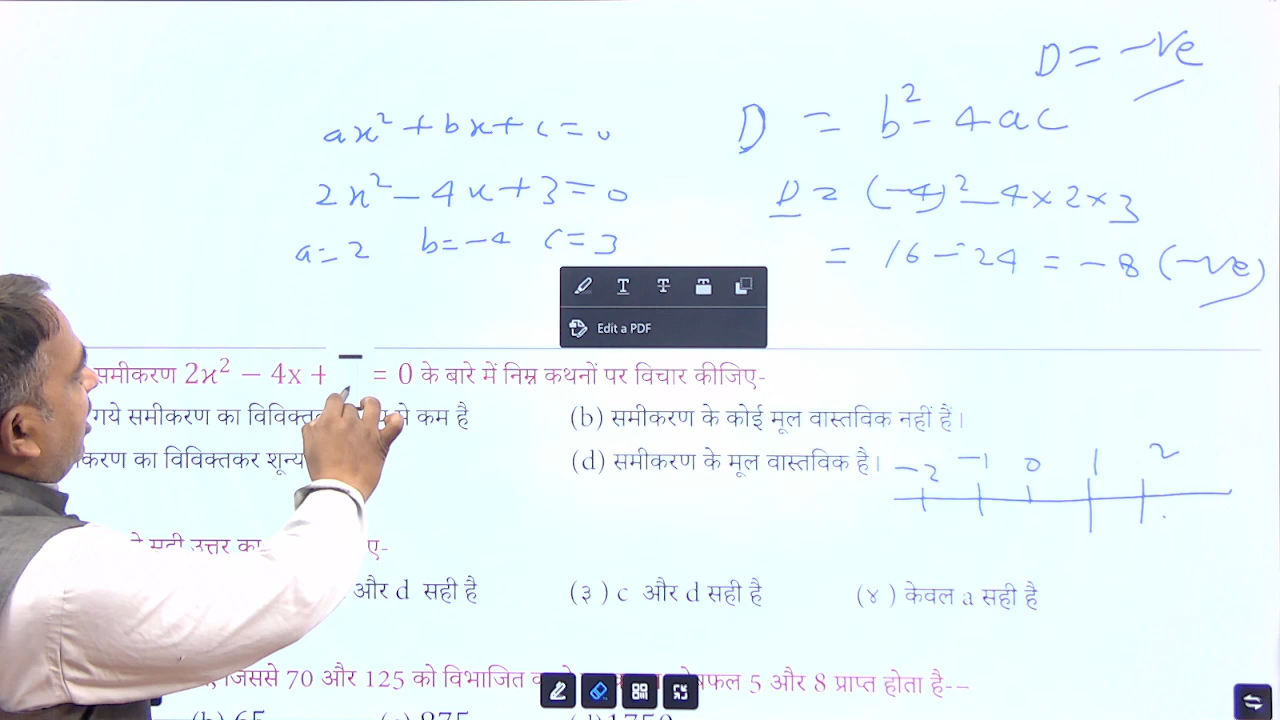 D = -ve
ax² + bx + c = 0
D = b² - 4ac
2x² - 4x + 3 = 0
D = (-4)² - 4×2×3
a = 2 b = -4 c = 3
= 16 - 24 = -8 (-ve)
Edit a PDF
समीकरण 2x² − 4x + = 0 के बारे में निम्न कथनों पर विचार कीजिए-
गये समीकरण का से कम है
(b) समीकरण के कोई मूल वास्तविक नहीं है।
का विविक्तकर शून्य
(d) समीकरण के मूल वास्तविक है।
-2 -1 0 1 2
उत्तर
और d सही है
(३ ) c और d सही है
(४ ) केवल a सही है
जिससे 70 और 125 को विभाजित 5 और 8 प्राप्त होता है--